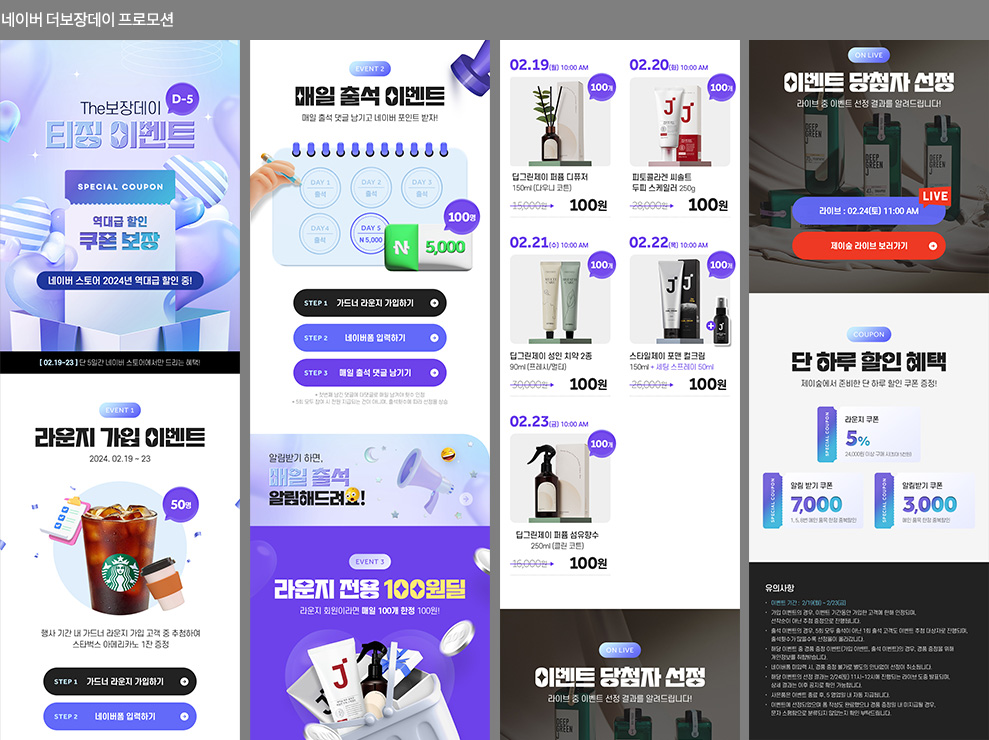 네이버 더보장데이 프로모션
The보장데이
D-5
티징 이벤트
SPECIAL COUPON
역대급 할인
쿠폰 보장
네이버 스토어 2024년 역대급 할인 중!
[ 02.19~23 ] 단 5일간 네이버 스토어에서만 드리는 혜택!
EVENT 1
라운지 가입 이벤트
2024. 02.19 ~ 23
50명
행사 기간 내 가드너 라운지 가입 고객 중 추첨하여
스타벅스 아메리카노 1잔 증정
STEP 1 가드너 라운지 가입하기
STEP 2 네이버폼 입력하기
EVENT 2
매일 출석 이벤트
매일 출석 댓글 남기고 네이버 포인트 받자!
DAY 1
출석
DAY 2
출석
DAY 3
출석
DAY4
출석
DAY 5
N 5,000
100명
N 5,000
STEP 1 가드너 라운지 가입하기
STEP 2 네이버폼 입력하기
STEP 3 매일 출석 댓글 남기기
알림받기 하면,
매일 출석
알림해드려요!
EVENT 3
라운지 전용 100원딜
라운지 회원이라면 매일 100개 한정 100원!
J
02.19(월) 10:00 AM
100개
딥그린제이 퍼퓸 디퓨저
150ml (다우니 코튼)
15,000원
100원
02.20(화) 10:00 AM
100개
J
J
피토콜라겐 씨솔트
두피 스케일러 250g
28,000원
100원
02.21(수) 10:00 AM
100개
딥그린제이 성인 치약 2종
90ml (프레시/멀티)
30,000원
100원
02.22(목) 10:00 AM
100개
J
J
스타일제이 포맨 컬크림
150ml + 세팅 스프레이 50ml
26,000원
100원
02.23(금) 10:00 AM
100개
딥그린제이 퍼퓸 섬유향수
250ml (클린 코튼)
16,000원
100원
ON LIVE
이벤트 당첨자 선정
라이브 중 이벤트 선정 결과를 알려드립니다!
ON LIVE
이벤트 당첨자 선정
라이브 중 이벤트 선정 결과를 알려드립니다!
DEEP
GREEN
J
LIVE
라이브 : 02.24(토) 11:00 AM
제이숲 라이브 보러가기
COUPON
단 하루 할인 혜택
제이숲에서 준비한 단 하루 할인 쿠폰 증정!
SPECIAL COUPON
라운지 쿠폰
5%
SPECIAL COUPON
알림 받기 쿠폰
7,000
SPECIAL COUPON
알림받기 쿠폰
3,000
유의사항
이벤트 기간 : 2/19(월) ~ 2/23(금)